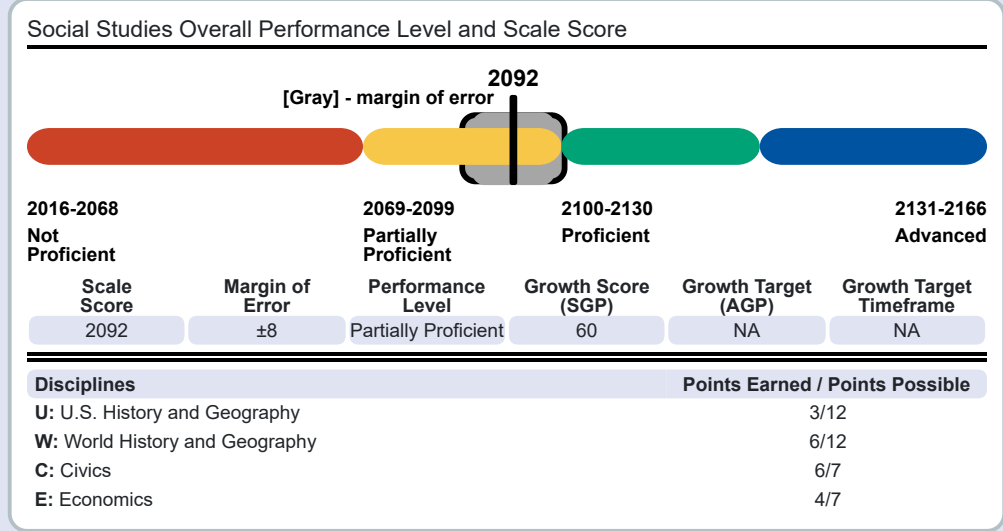 Social Studies Overall Performance Level and Scale Score
2092
[Gray] - margin of error
2016-2068 2069-2099 2100-2130 2131-2166
Not Proficient Partially Proficient Proficient Advanced
Scale Score Margin of Error Performance Level Growth Score (SGP) Growth Target (AGP) Growth Target Timeframe
2092 ±8 Partially Proficient 60 NA NA
Disciplines Points Earned / Points Possible
U: U.S. History and Geography 3/12
W: World History and Geography 6/12
C: Civics 6/7
E: Economics 4/7